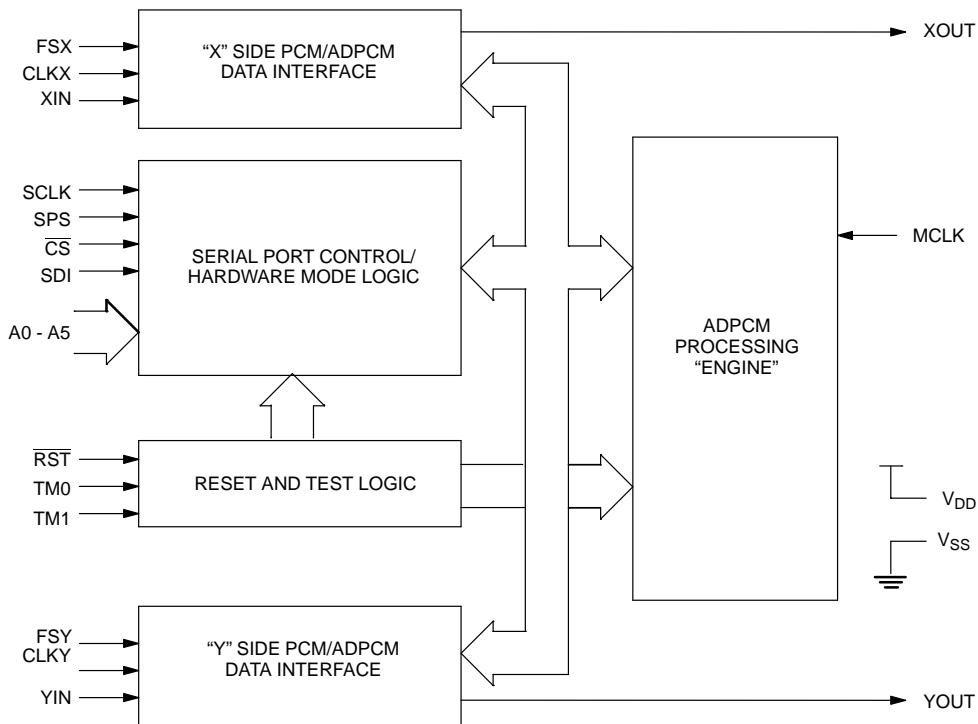 FSX
CLKX
XIN
“X” SIDE PCM/ADPCM
DATA INTERFACE
XOUT
SCLK
SPS
C̅S̅
SDI
A0 - A5
SERIAL PORT CONTROL/
HARDWARE MODE LOGIC
MCLK
ADPCM
PROCESSING
“ENGINE”
R̅S̅T̅
TM0
TM1
RESET AND TEST LOGIC
VDD
VSS
FSY
CLKY
YIN
“Y” SIDE PCM/ADPCM
DATA INTERFACE
YOUT